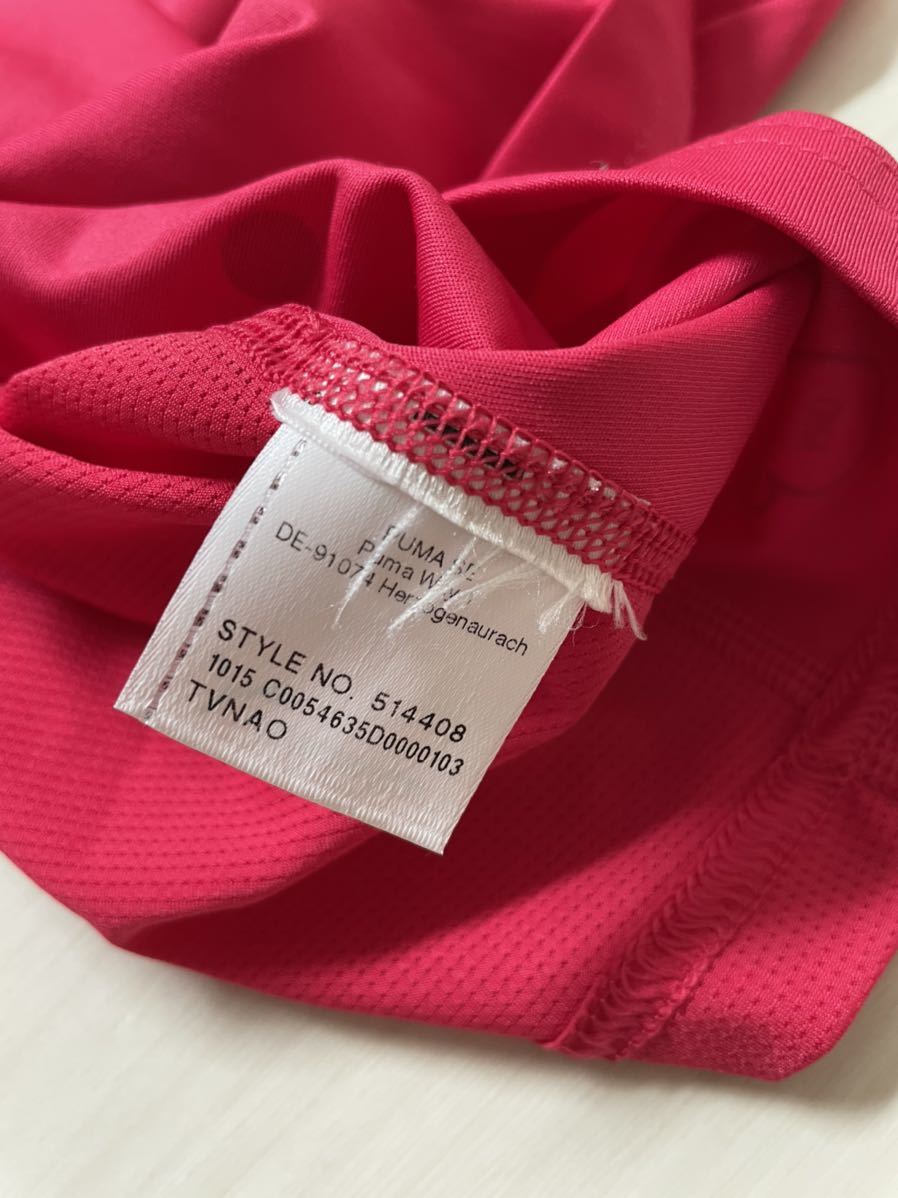 PUMA SE
Puma Way 1
DE-91074 Herzogenaurach
STYLE NO. 514408
1015 C0054635D0000103
TVNAO